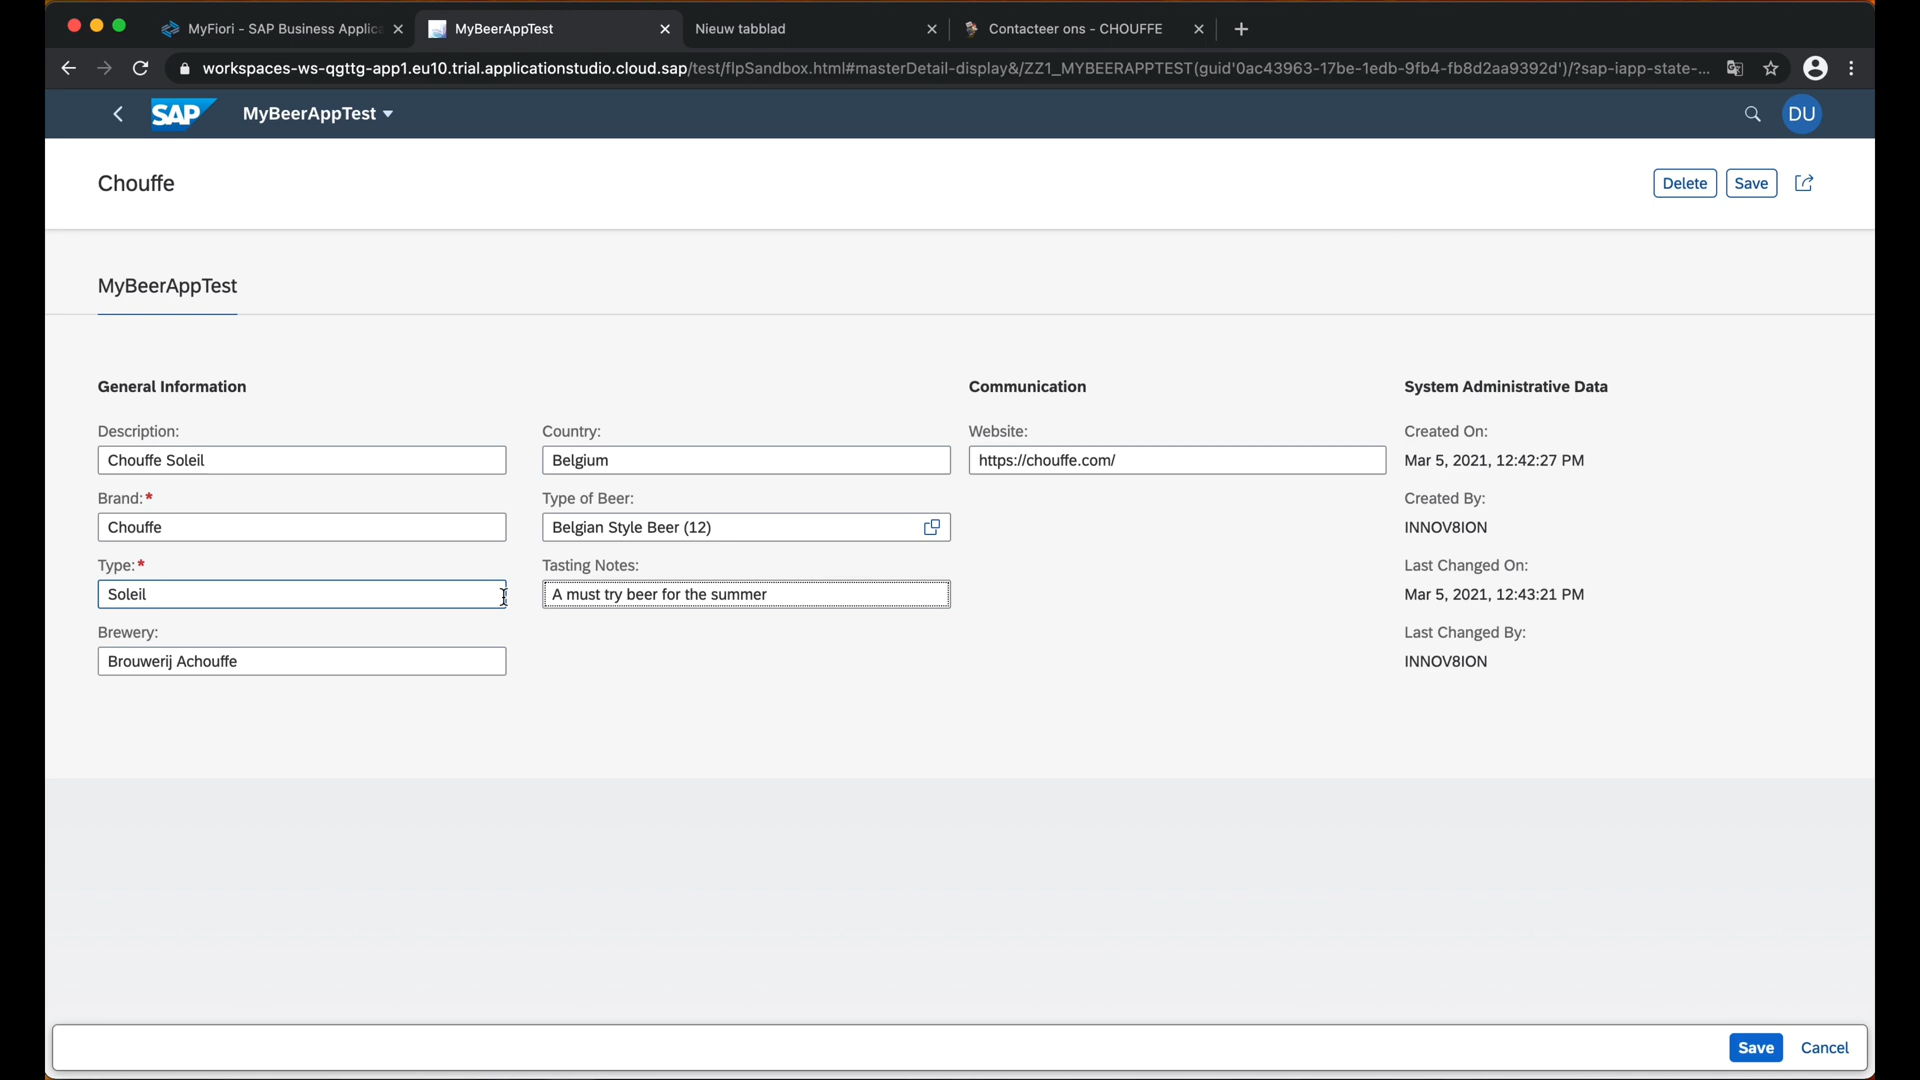 MyFiori - SAP Business Applic
MyBeerAppTest
Nieuw tabblad
Contacteer ons - CHOUFFE
workspaces-ws-qgttg-app1.eu10.trial.applicationstudio.cloud.sap/test/flpSandbox.html#masterDetail-display&/ZZ1_MYBEERAPPTEST(guid'0ac43963-17be-1edb-9fb4-fb8d2aa9392d')/?sap-iapp-state-...
SAP MyBeerAppTest DU
Chouffe
Delete Save
MyBeerAppTest
General Information
Description:
Chouffe Soleil
Brand:*
Chouffe
Type:*
Soleil
Brewery:
Brouwerij Achouffe
Country:
Belgium
Type of Beer:
Belgian Style Beer (12)
Tasting Notes:
A must try beer for the summer
Communication
Website:
https://chouffe.com/
System Administrative Data
Created On:
Mar 5, 2021, 12:42:27 PM
Created By:
INNOV8ION
Last Changed On:
Mar 5, 2021, 12:43:21 PM
Last Changed By:
INNOV8ION
Save Cancel